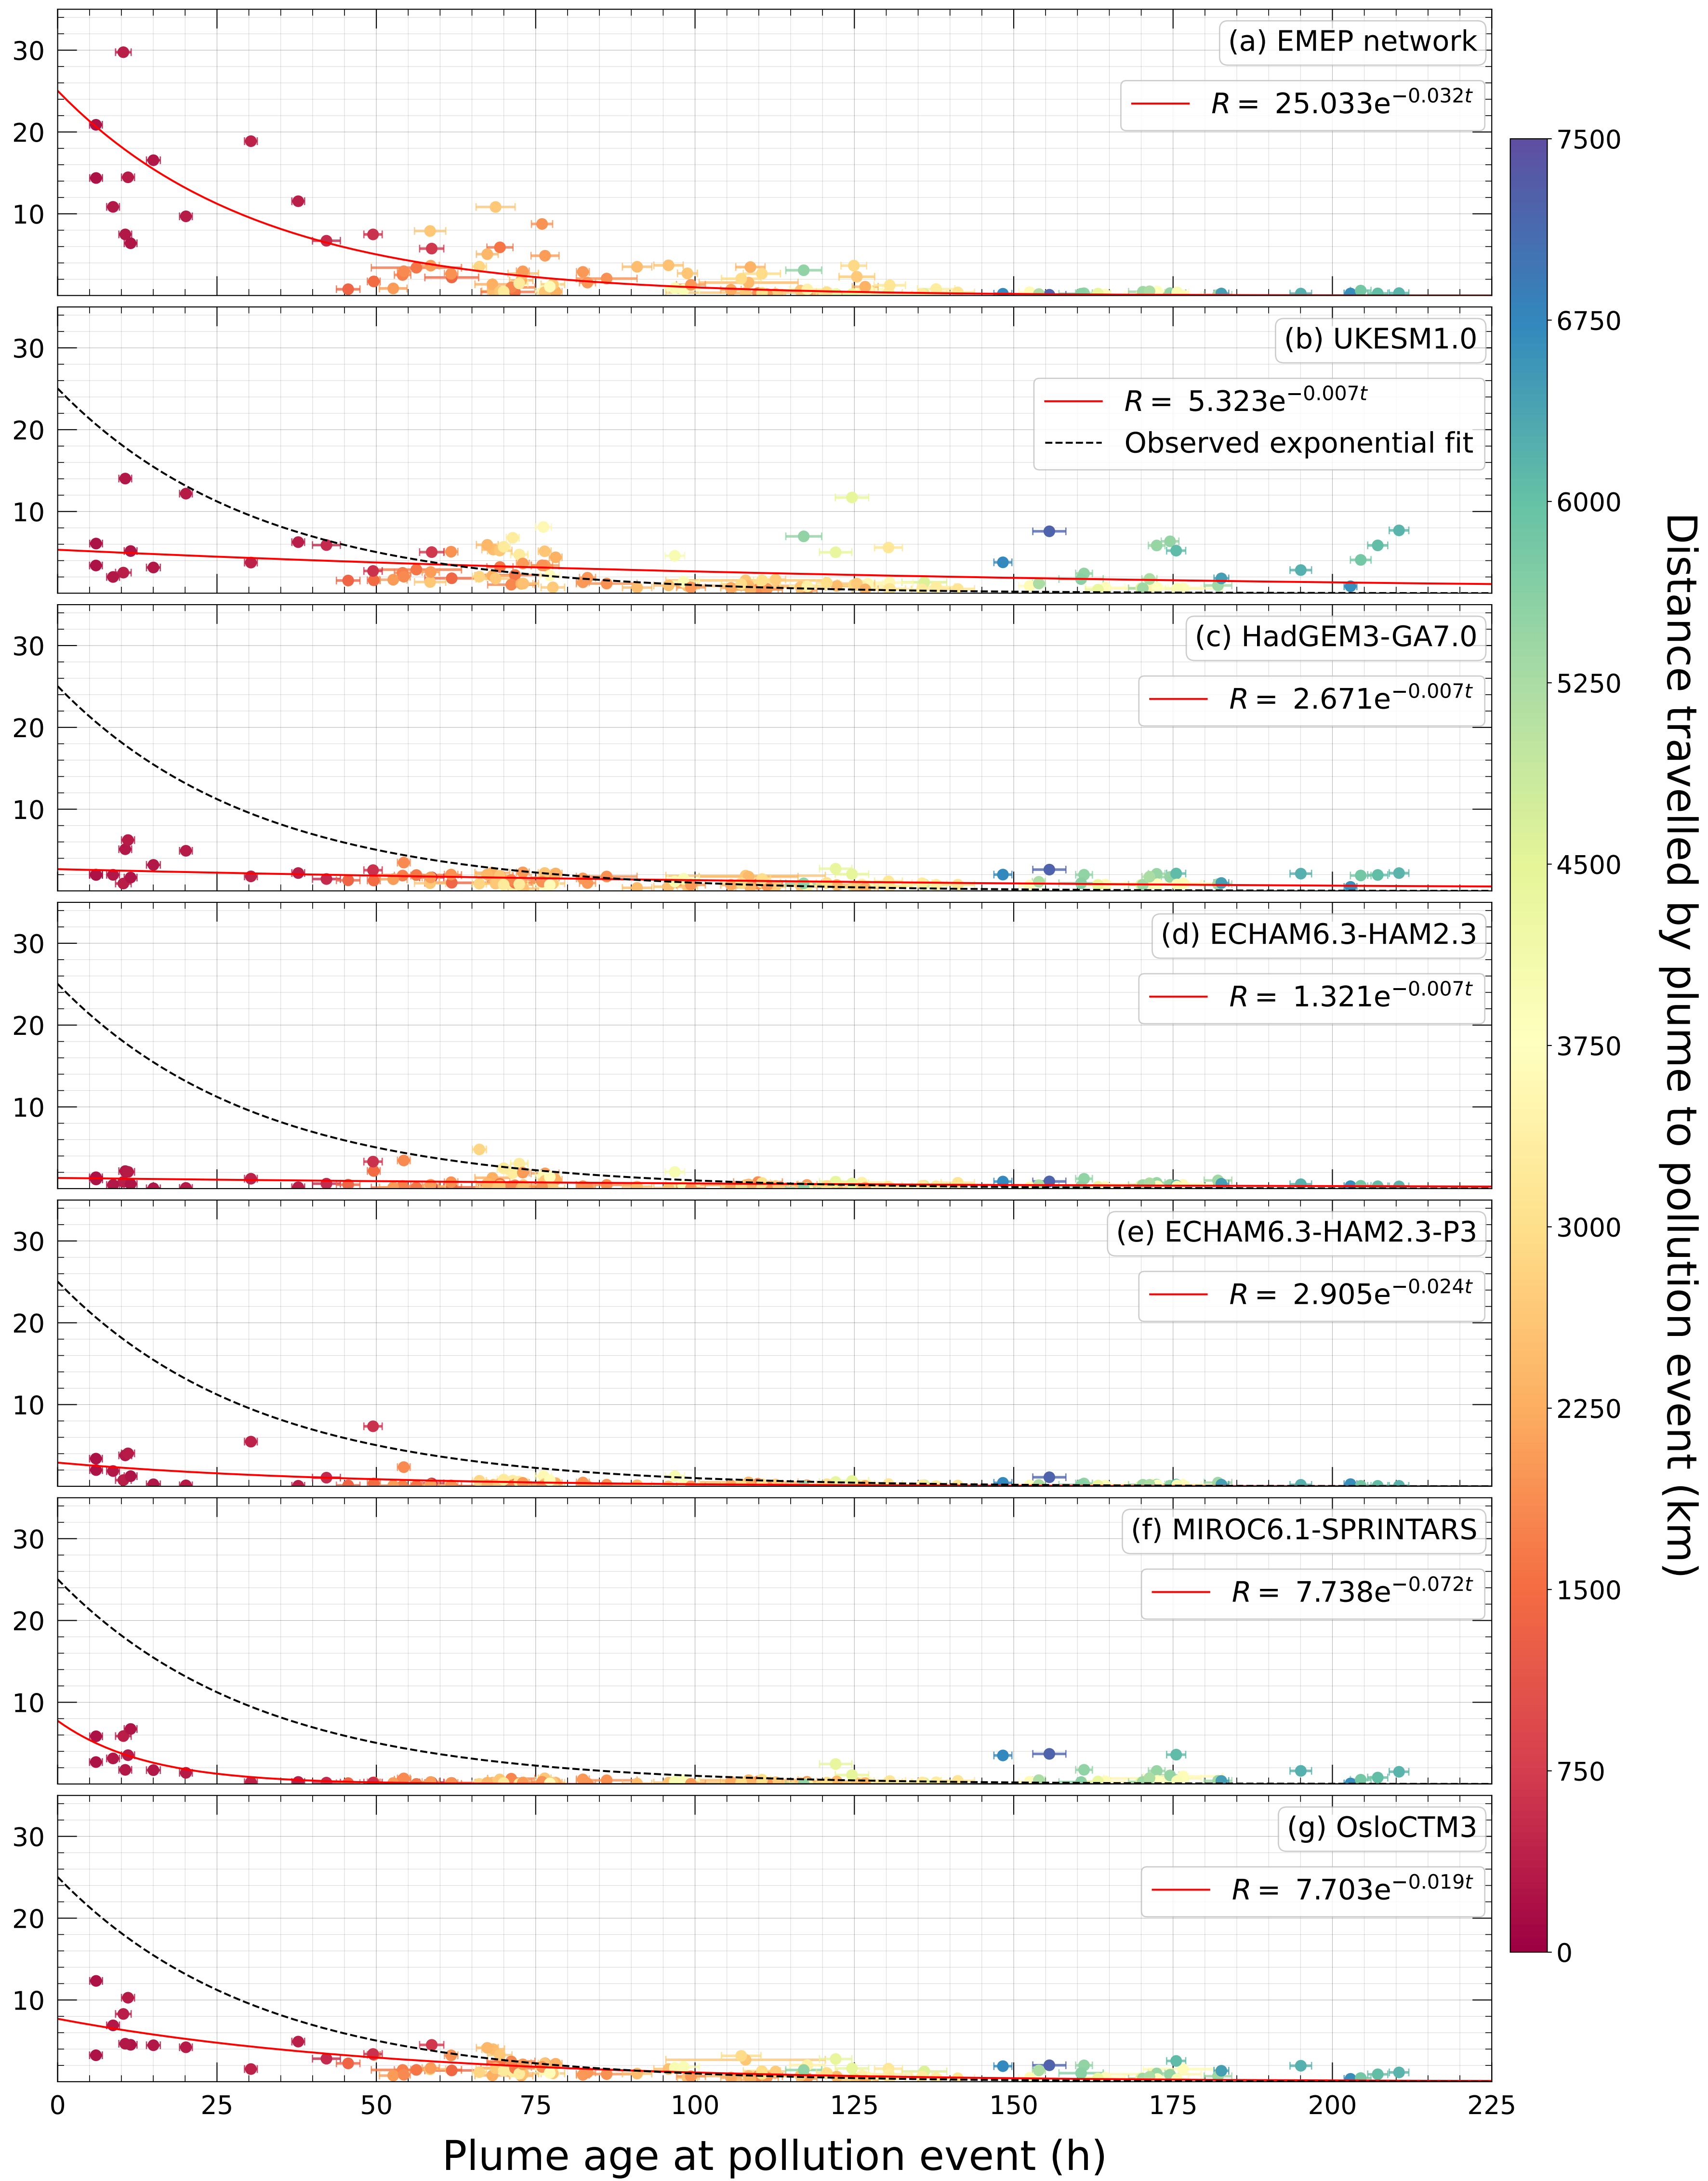 30
20
10
(a) EMEP network
R = 25.033e^{−0.032t}
30
20
10
(b) UKESM1.0
R = 5.323e^{−0.007t}
Observed exponential fit
30
20
10
(c) HadGEM3-GA7.0
R = 2.671e^{−0.007t}
30
20
10
(d) ECHAM6.3-HAM2.3
R = 1.321e^{−0.007t}
30
20
10
(e) ECHAM6.3-HAM2.3-P3
R = 2.905e^{−0.024t}
30
20
10
(f) MIROC6.1-SPRINTARS
R = 7.738e^{−0.072t}
30
20
10
(g) OsloCTM3
R = 7.703e^{−0.019t}
0 25 50 75 100 125 150 175 200 225
Plume age at pollution event (h)
7500
6750
6000
5250
4500
3750
3000
2250
1500
750
0
Distance travelled by plume to pollution event (km)